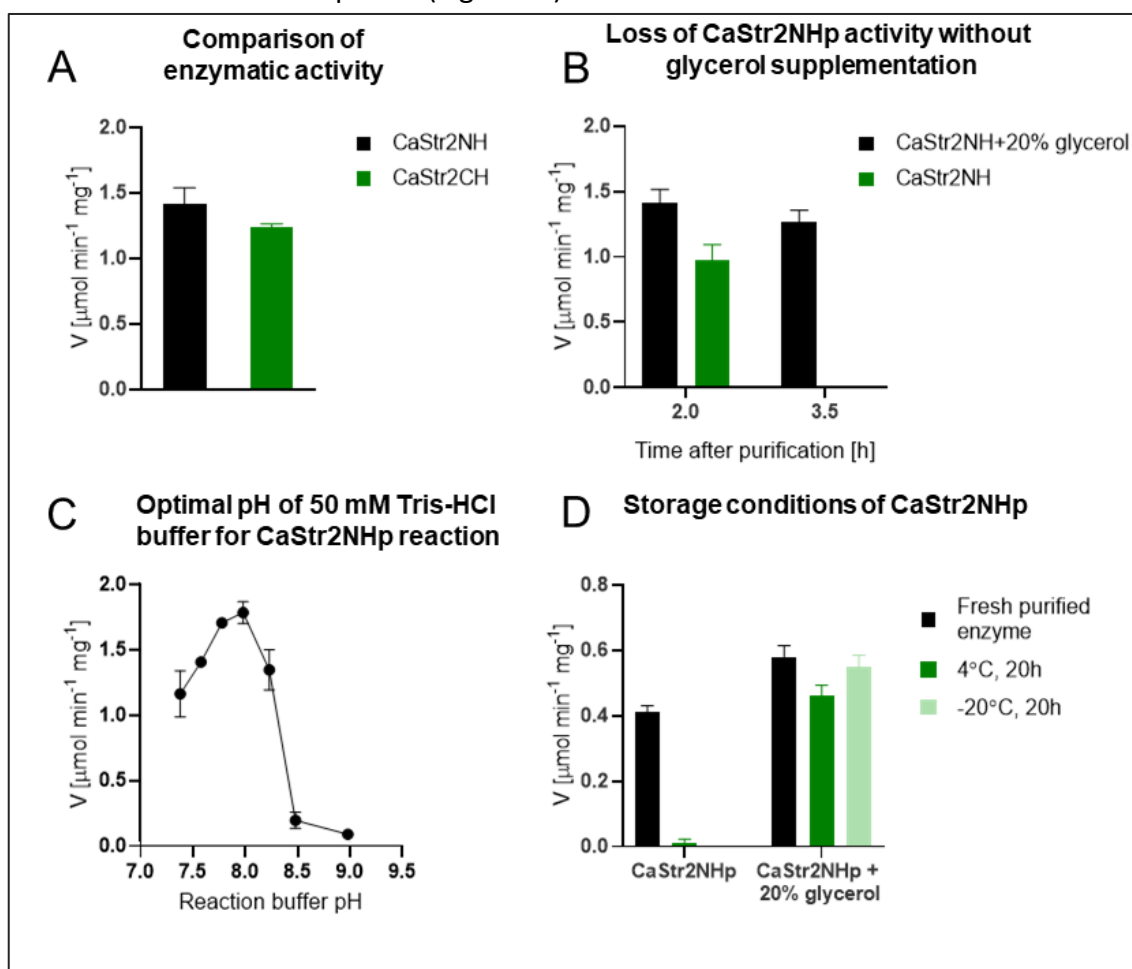 A
Comparison of
enzymatic activity
2.0
1.5
1.0
0.5
0.0
V [µmol min-1 mg-1]
CaStr2NH
CaStr2CH
B
Loss of CaStr2NHp activity without
glycerol supplementation
2.0
1.5
1.0
0.5
0.0
V [µmol min-1 mg-1]
CaStr2NH+20% glycerol
CaStr2NH
2.0
3.5
Time after purification [h]
C
Optimal pH of 50 mM Tris-HCl
buffer for CaStr2NHp reaction
2.0
1.5
1.0
0.5
0.0
V [µmol min-1 mg-1]
7.0 7.5 8.0 8.5 9.0 9.5
Reaction buffer pH
D
Storage conditions of CaStr2NHp
0.8
0.6
0.4
0.2
0.0
V [µmol min-1 mg-1]
Fresh purified
enzyme
4°C, 20h
-20°C, 20h
CaStr2NHp
CaStr2NHp +
20% glycerol